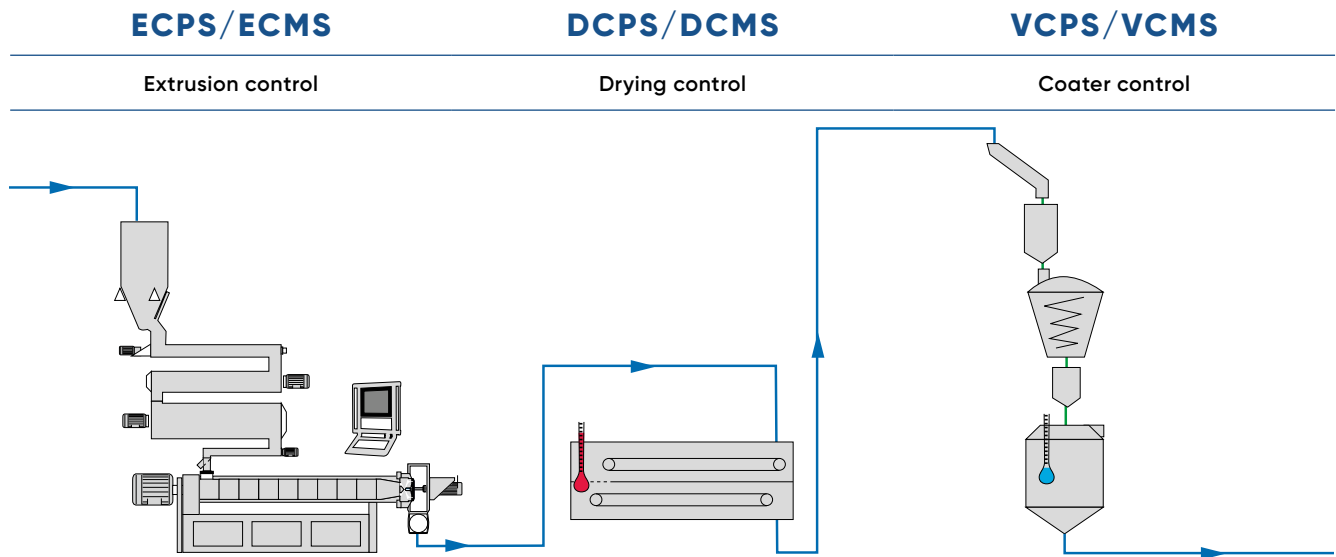 ECPS/ECMS
DCPS/DCMS
VCPS/VCMS
Extrusion control
Drying control
Coater control